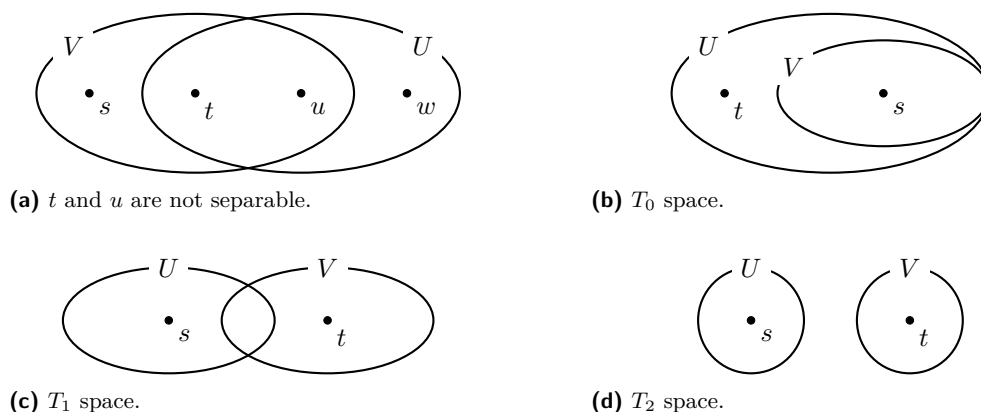 V U
s t u w
(a) t and u are not separable.
U
V
t s
(b) T₀ space.
U V
s t
(c) T₁ space.
U V
s t
(d) T₂ space.